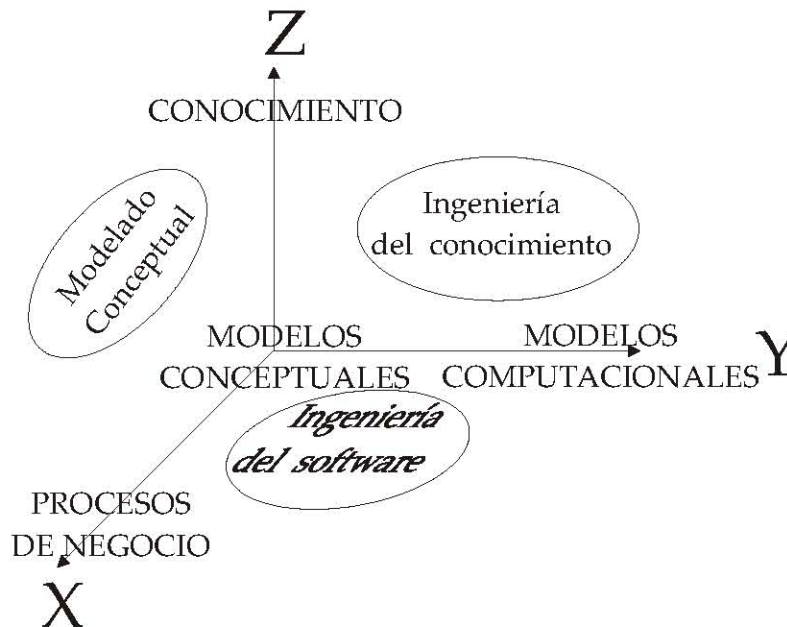 Z
CONOCIMIENTO
Modelado
Conceptual
Ingeniería
del conocimiento
MODELOS
CONCEPTUALES
MODELOS
COMPUTACIONALES
Y
Ingeniería
del software
PROCESOS
DE NEGOCIO
X